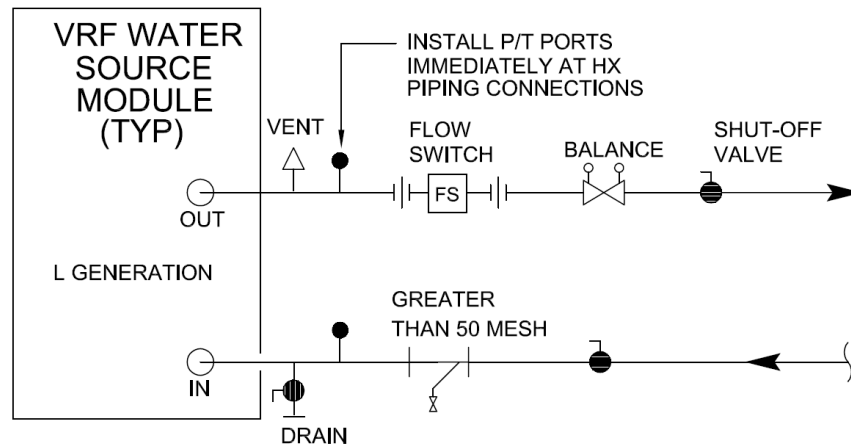 VRF WATER
SOURCE
MODULE
(TYP)
INSTALL P/T PORTS
IMMEDIATELY AT HX
PIPING CONNECTIONS
VENT
FLOW
SWITCH
BALANCE
SHUT-OFF
VALVE
FS
OUT
L GENERATION
GREATER
THAN 50 MESH
IN
DRAIN